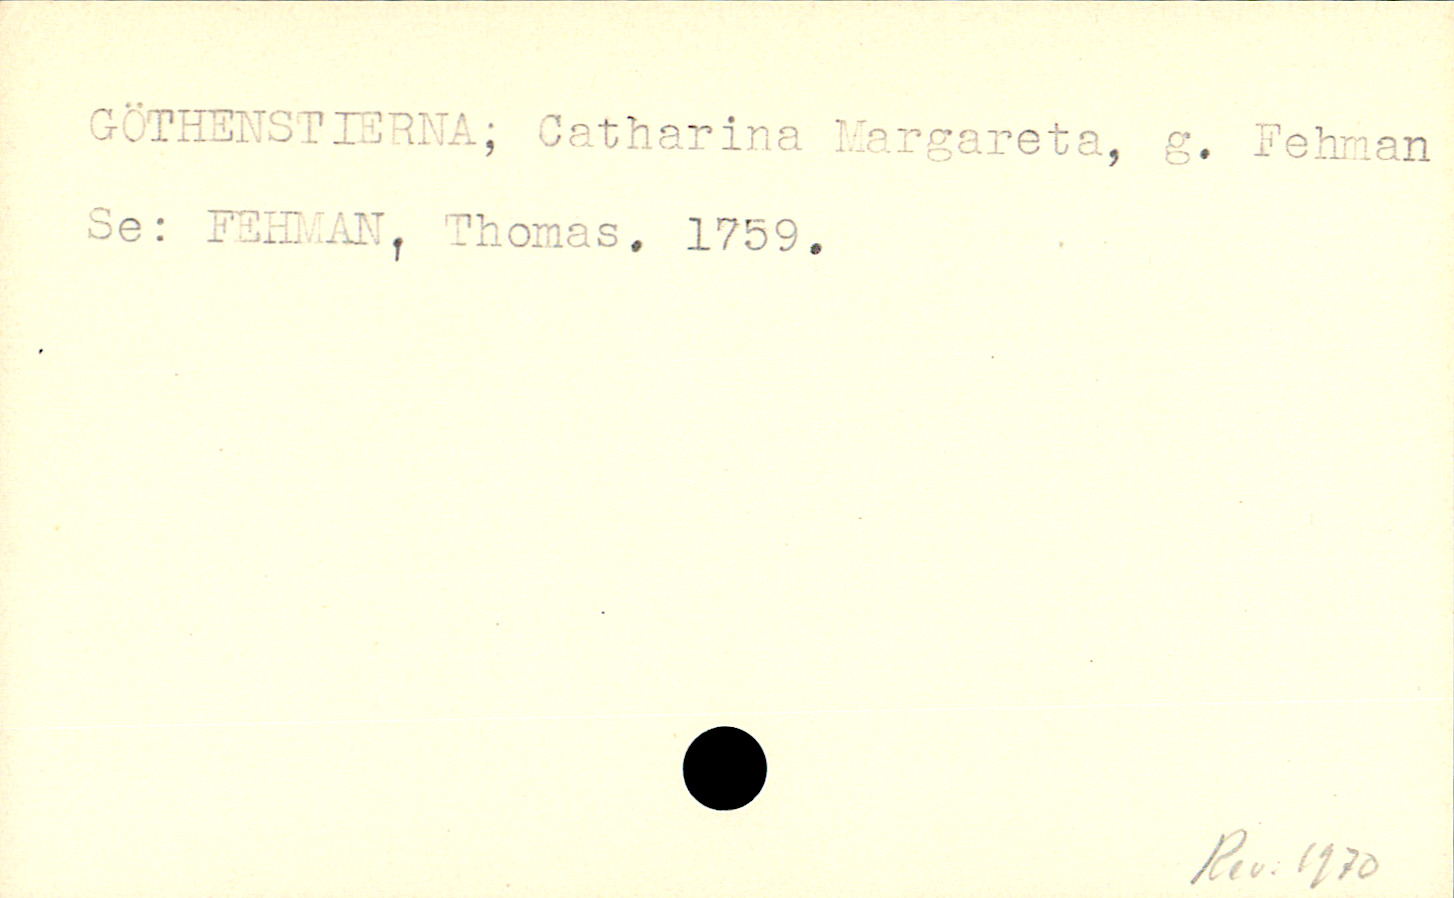 GÖTHENSTIERNA; Catharina Margareta, g. Fehman
Se: FEHMAN, Thomas. 1759.
Rev. 1970